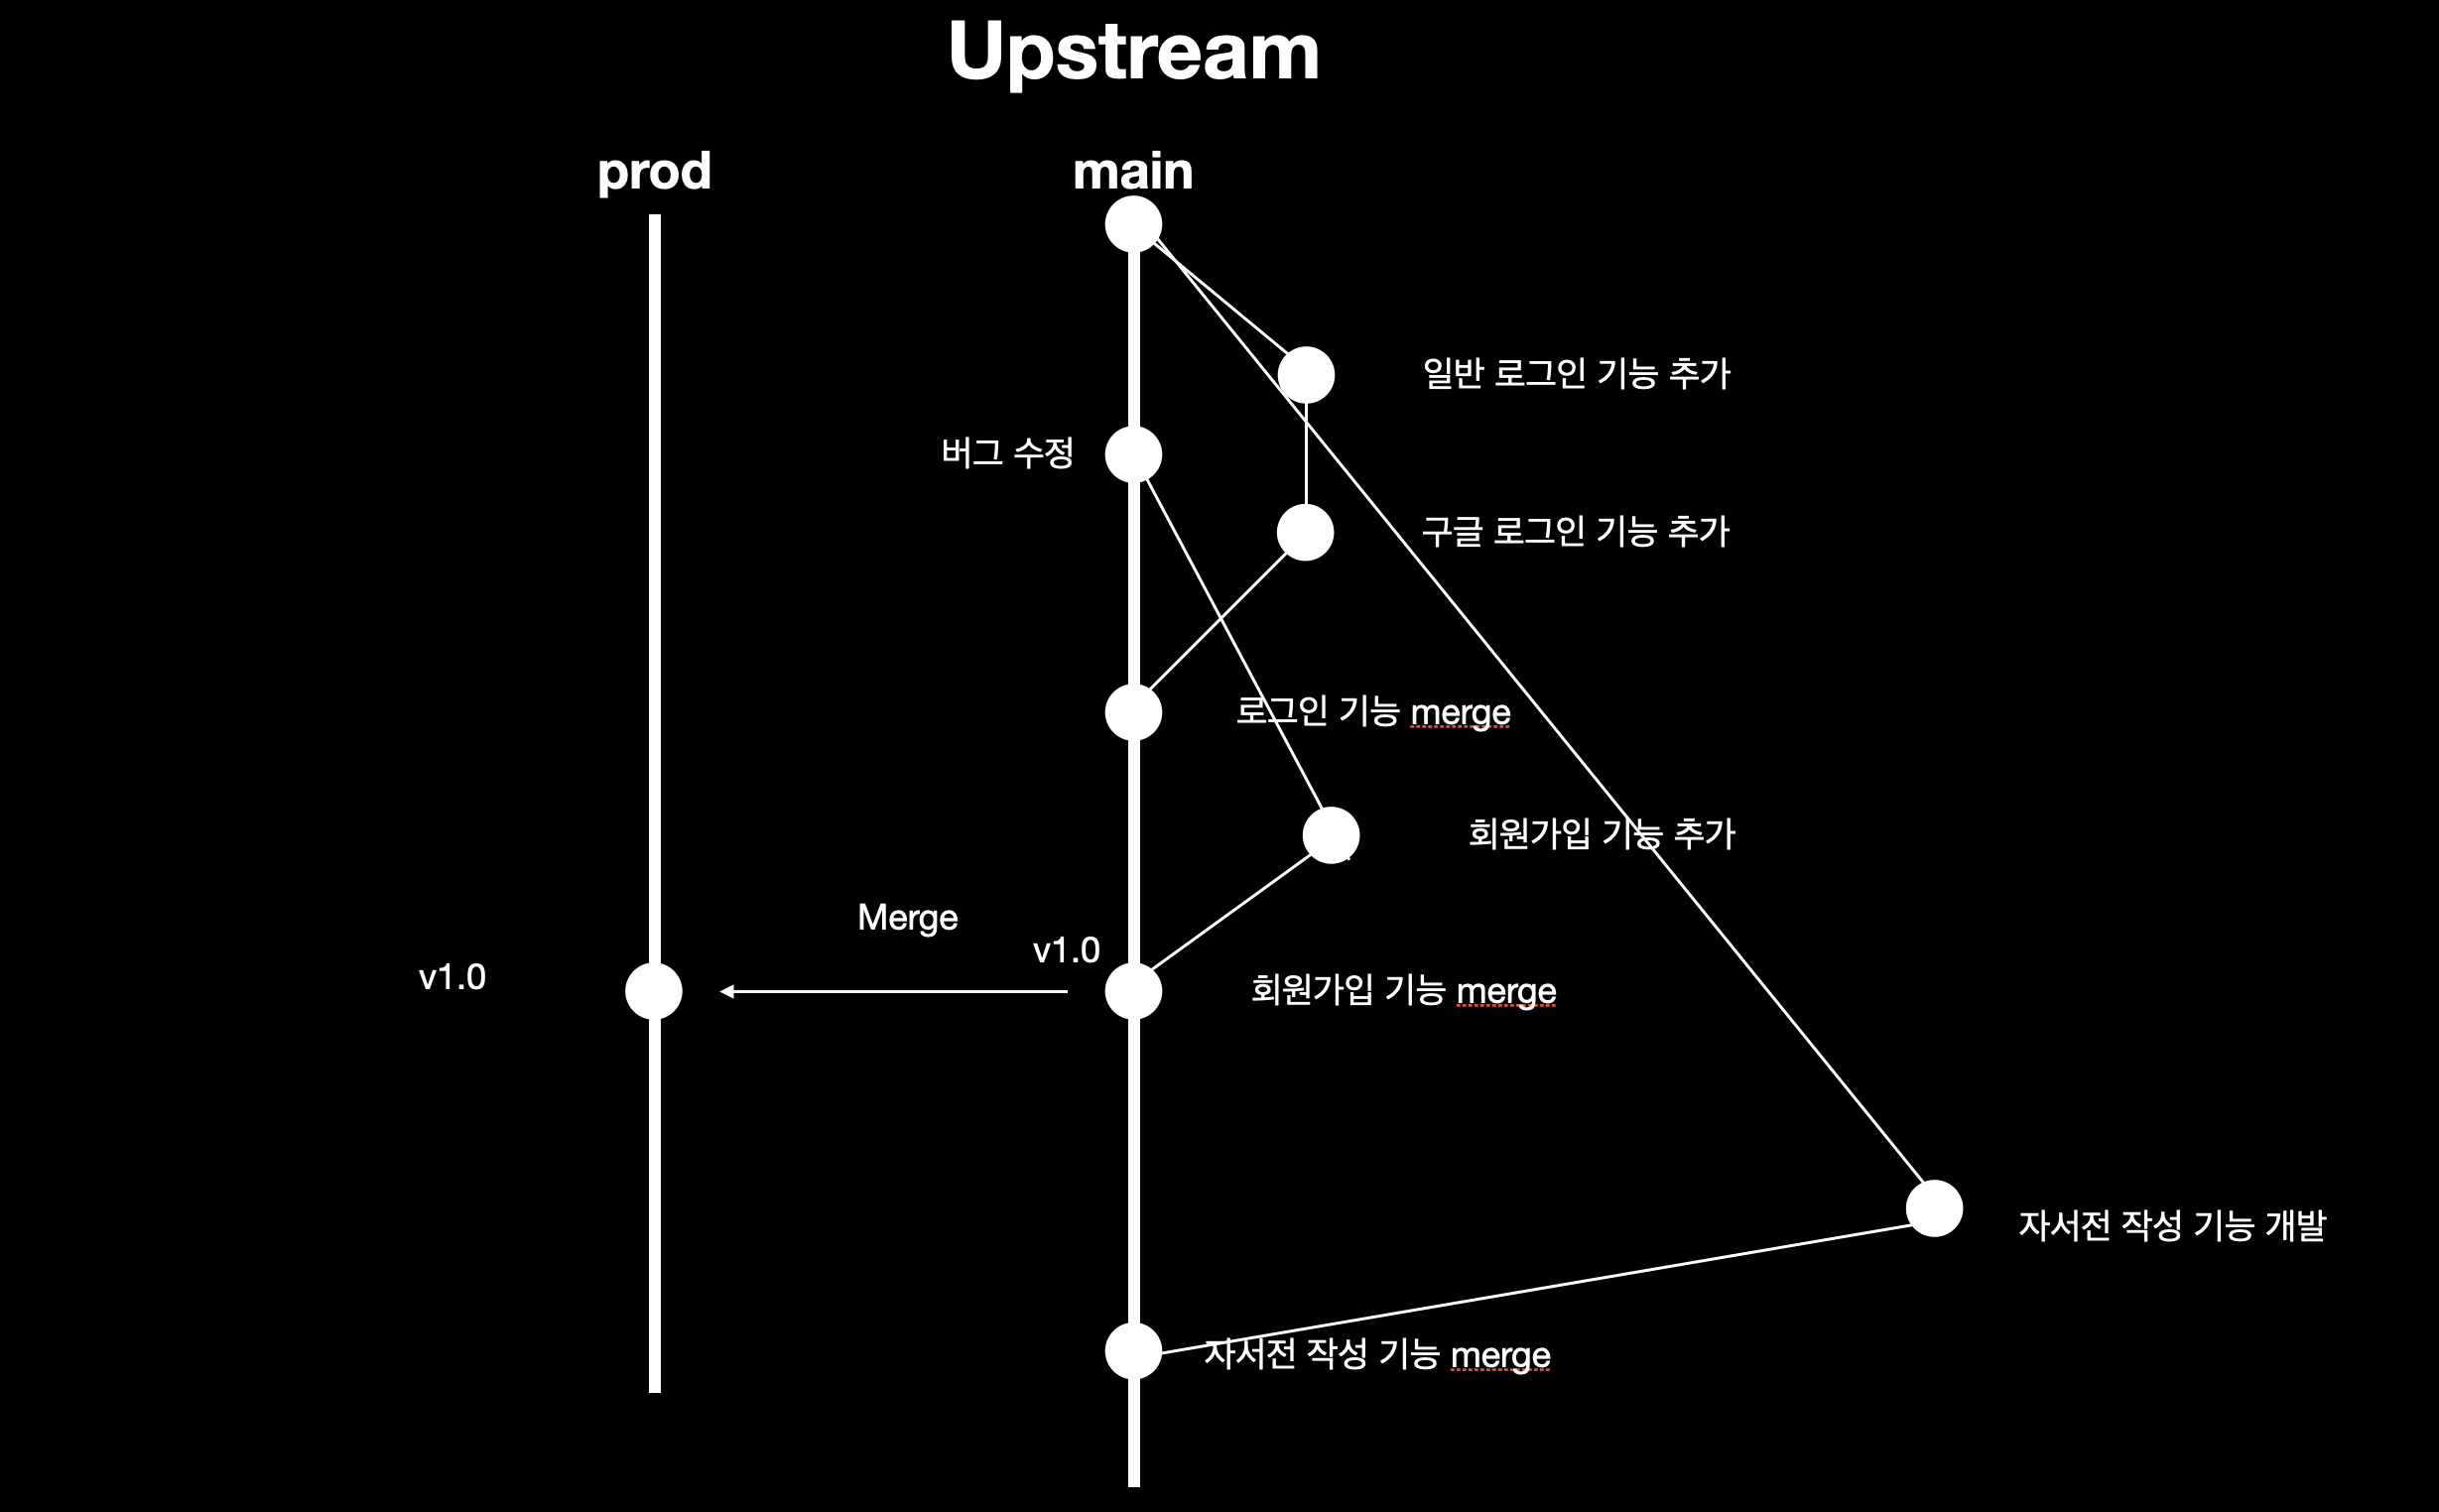 Upstream
prod
main
일반 로그인 기능 추가
버그 수정
구글 로그인 기능 추가
로그인 기능 merge
회원가입 기능 추가
Merge
v1.0
v1.0
회원가입 기능 merge
자서전 작성 기능 개발
자서전 작성 기능 merge